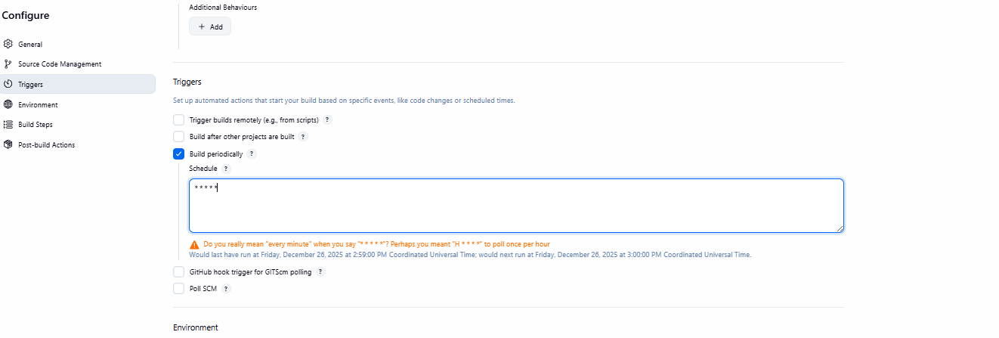 Configure
General
Source Code Management
Triggers
Environment
Build Steps
Post-build Actions
Additional Behaviours
+ Add
Triggers
Set up automated actions that start your build based on specific events, like code changes or scheduled times.
Trigger builds remotely (e.g., from scripts) ?
Build after other projects are built ?
Build periodically ?
Schedule ?
* * * * *
Do you really mean "every minute" when you say "* * * * *"? Perhaps you meant "H * * * *" to poll once per hour
Would last have run at Friday, December 26, 2025 at 2:59:00 PM Coordinated Universal Time; would next run at Friday, December 26, 2025 at 3:00:00 PM Coordinated Universal Time.
GitHub hook trigger for GITScm polling ?
Poll SCM ?
Environment